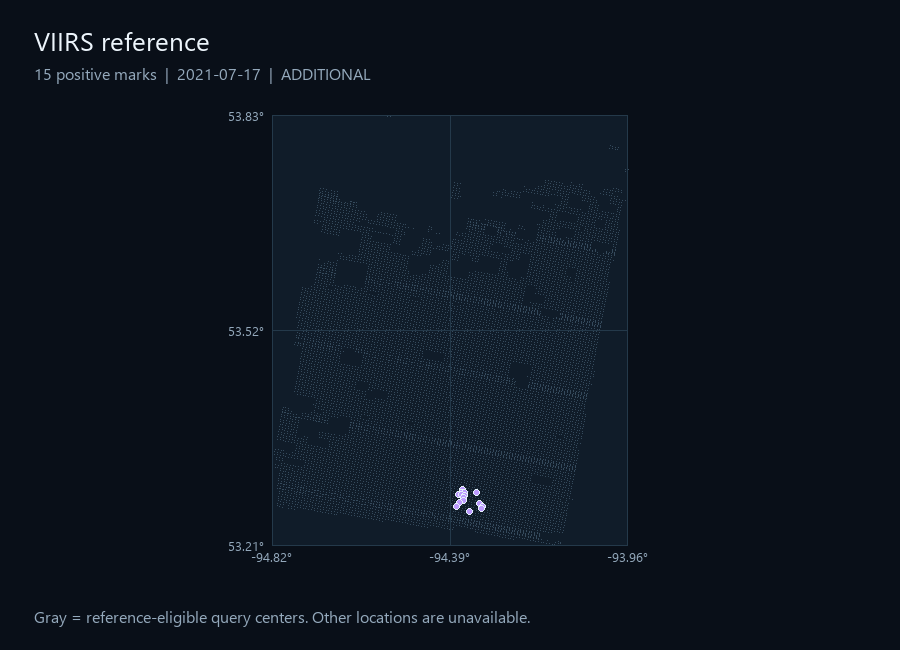 VIIRS reference
15 positive marks | 2021-07-17 | ADDITIONAL
53.83°
53.52°
53.21°
-94.82°
-94.39°
-93.96°
Gray = reference-eligible query centers. Other locations are unavailable.